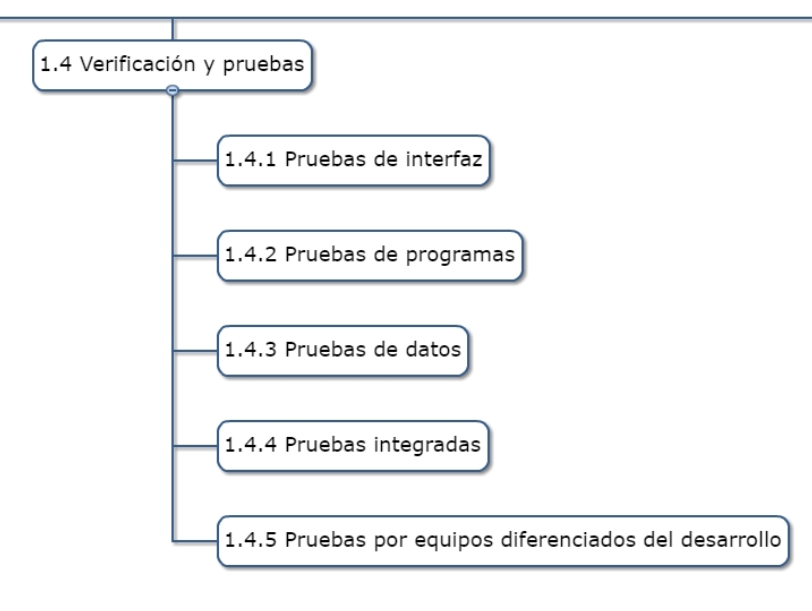 1.4 Verificación y pruebas
1.4.1 Pruebas de interfaz
1.4.2 Pruebas de programas
1.4.3 Pruebas de datos
1.4.4 Pruebas integradas
1.4.5 Pruebas por equipos diferenciados del desarrollo